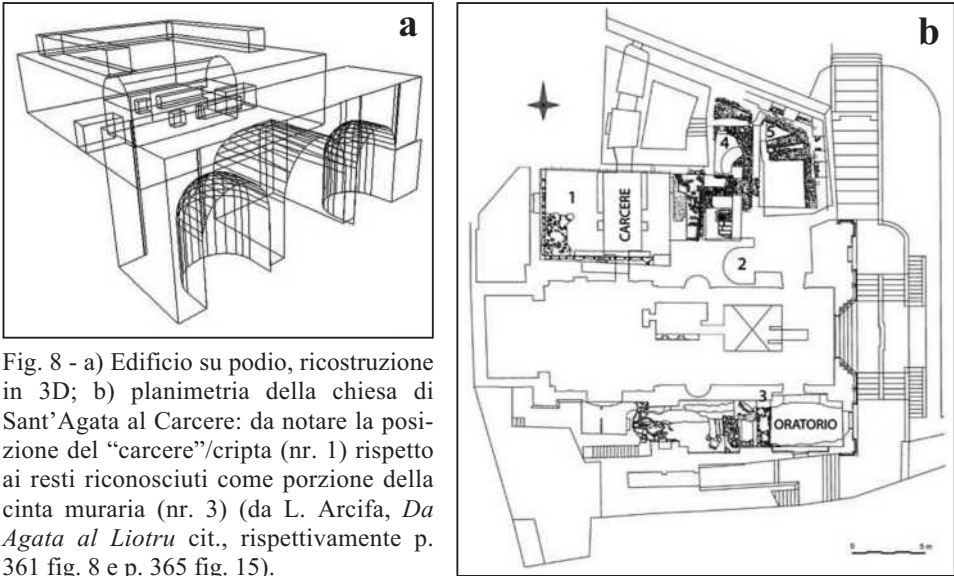 a
Fig. 8 - a) Edificio su podio, ricostruzione
in 3D; b) planimetria della chiesa di
Sant'Agata al Carcere: da notare la posi-
zione del "carcere"/cripta (nr. 1) rispetto
ai resti riconosciuti come porzione della
cinta muraria (nr. 3) (da L. Arcifa, Da
Agata al Liotru cit., rispettivamente p.
361 fig. 8 e p. 365 fig. 15).
b
4
5
1
CARCERE
2
3
ORATORIO
0
5 m